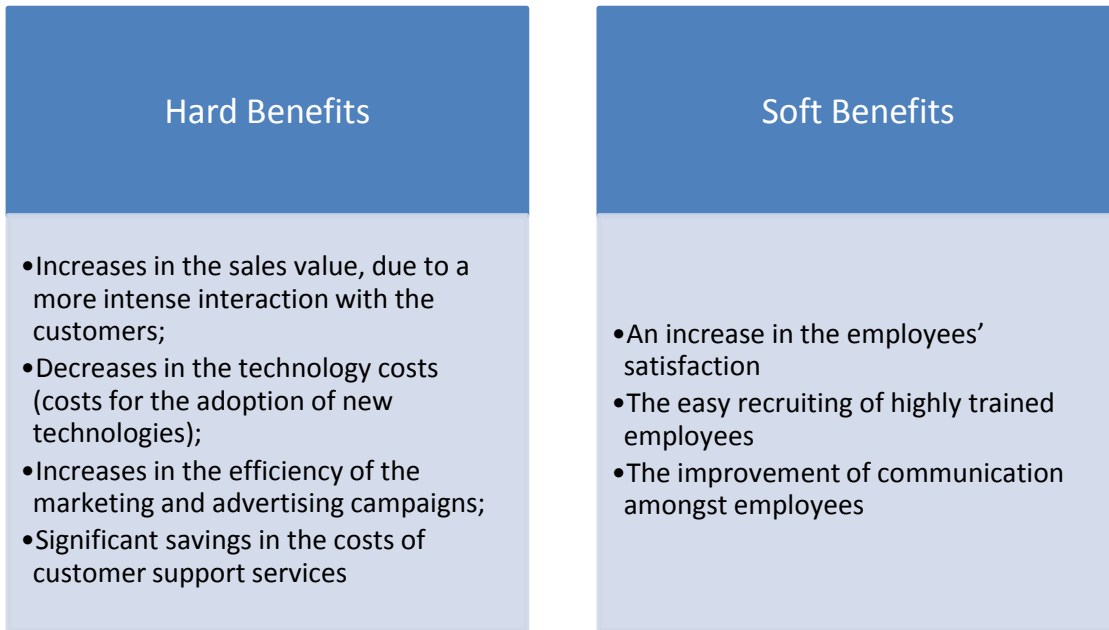 Hard Benefits
•Increases in the sales value, due to a
more intense interaction with the
customers;
•Decreases in the technology costs
(costs for the adoption of new
technologies);
•Increases in the efficiency of the
marketing and advertising campaigns;
•Significant savings in the costs of
customer support services
Soft Benefits
•An increase in the employees’
satisfaction
•The easy recruiting of highly trained
employees
•The improvement of communication
amongst employees